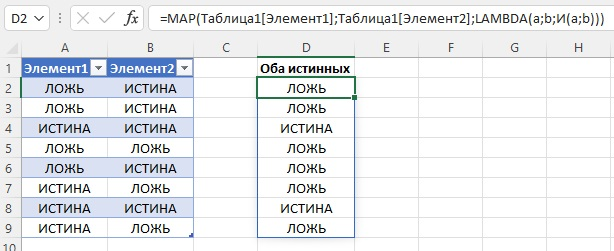 D2 fx =MAP(Таблица1[Элемент1];Таблица1[Элемент2];LAMBDA(a;b;И(a;b)))
A B C D E F G H
1 Элемент1 Элемент2 Оба истинных
2 ЛОЖЬ ИСТИНА ЛОЖЬ
3 ЛОЖЬ ИСТИНА ЛОЖЬ
4 ИСТИНА ИСТИНА ИСТИНА
5 ЛОЖЬ ЛОЖЬ ЛОЖЬ
6 ЛОЖЬ ИСТИНА ЛОЖЬ
7 ИСТИНА ЛОЖЬ ЛОЖЬ
8 ИСТИНА ИСТИНА ИСТИНА
9 ИСТИНА ЛОЖЬ ЛОЖЬ
10